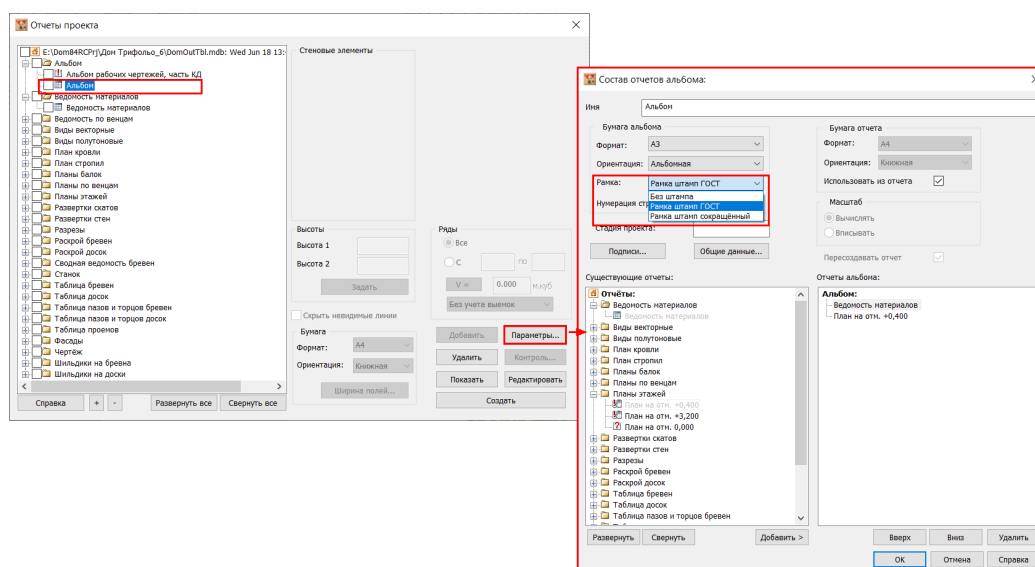 Отчеты проекта
E:\Dom84RCPrj\Дом Трифольо_6\DomOutTbl.mdb: Wed Jun 18 13:
Альбом
Альбом рабочих чертежей, часть КД
Альбом
Ведомость материалов
Ведомость материалов
Ведомость по венцам
Виды векторные
Виды полутоновые
План кровли
План стропил
Планы балок
Планы по венцам
Планы этажей
Развертки скатов
Развертки стен
Разрезы
Раскрой бревен
Раскрой досок
Сводная ведомость бревен
Станок
Таблица бревен
Таблица досок
Таблица пазов и торцов бревен
Таблица пазов и торцов досок
Таблица проемов
Фасады
Чертёж
Шильдики на бревна
Шильдики на доски
Справка
+
-
Развернуть все
Свернуть все
Стеновые элементы
Высоты
Высота 1
Высота 2
Задать
Скрыть невидимые линии
Бумага
Формат:
A4
Ориентация:
Книжная
Ширина полей...
Ряды
Все
С
по
V =
0.000
м.куб
Без учета выемок
Добавить
Параметры...
Удалить
Контроль...
Показать
Редактировать
Создать
Состав отчетов альбома:
Имя
Альбом
Бумага альбома
Формат:
A3
Ориентация:
Альбомная
Рамка:
Рамка штамп ГОСТ
Без штампа
Рамка штамп ГОСТ
Рамка штамп сокращённый
Нумерация ст
Стадия проекта:
Подписи...
Общие данные...
Бумага отчета
Формат:
A4
Ориентация:
Книжная
Использовать из отчета
Масштаб
Вычислять
Вписывать
Пересоздавать отчет
Существующие отчеты:
Отчёты:
Ведомость материалов
Ведомость материалов
Виды векторные
Виды полутоновые
План кровли
План стропил
Планы балок
Планы по венцам
Планы этажей
План на отм. +0,400
План на отм. +3,200
План на отм. 0,000
Развертки скатов
Развертки стен
Разрезы
Раскрой бревен
Раскрой досок
Таблица бревен
Таблица досок
Таблица пазов и торцов бревен
Развернуть
Свернуть
Добавить >
Отчеты альбома:
Альбом:
Ведомость материалов
План на отм. +0,400
Вверх
Вниз
Удалить
ОК
Отмена
Справка